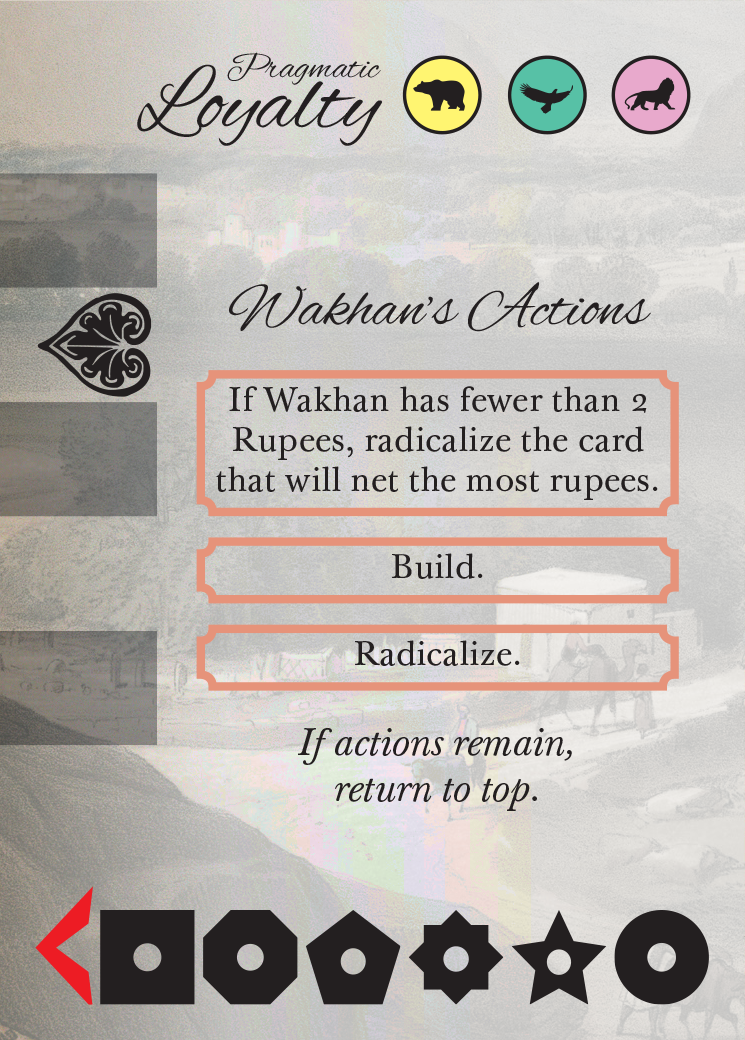 Pragmatic
Loyalty
Wakhan's Actions
If Wakhan has fewer than 2
Rupees, radicalize the card
that will net the most rupees.
Build.
Radicalize.
If actions remain,
return to top.